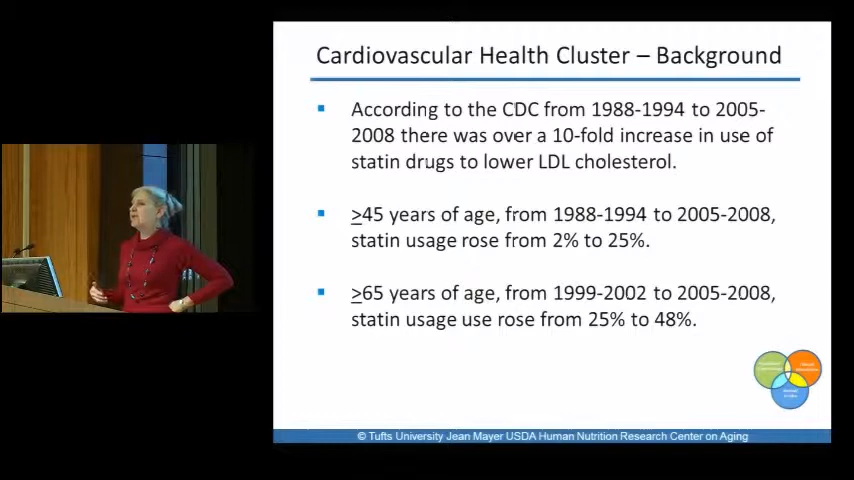 Cardiovascular Health Cluster – Background
According to the CDC from 1988-1994 to 2005-
2008 there was over a 10-fold increase in use of
statin drugs to lower LDL cholesterol.
≥45 years of age, from 1988-1994 to 2005-2008,
statin usage rose from 2% to 25%.
≥65 years of age, from 1999-2002 to 2005-2008,
statin usage use rose from 25% to 48%.
© Tufts University Jean Mayer USDA Human Nutrition Research Center on Aging